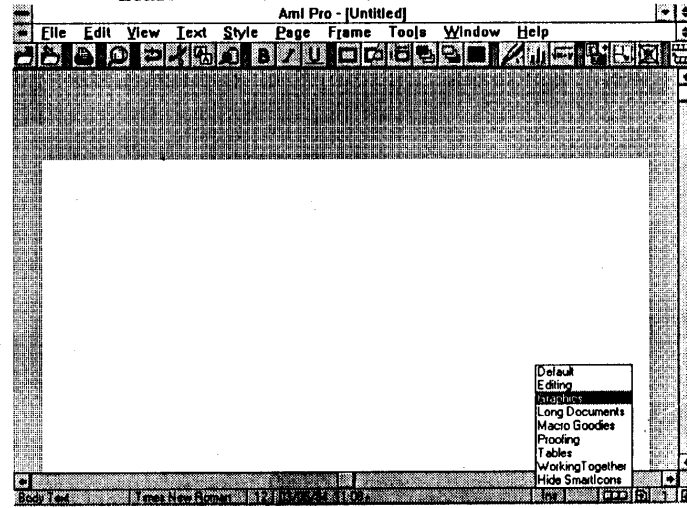 Ami Pro - [Untitled]
File Edit View Text Style Page Frame Tools Window Help
B I U
Default
Editing
Graphics
Long Documents
Macro Goodies
Proofing
Tables
WorkingTogether
Hide SmartIcons
Body Text Times New Roman 12 Ins 1